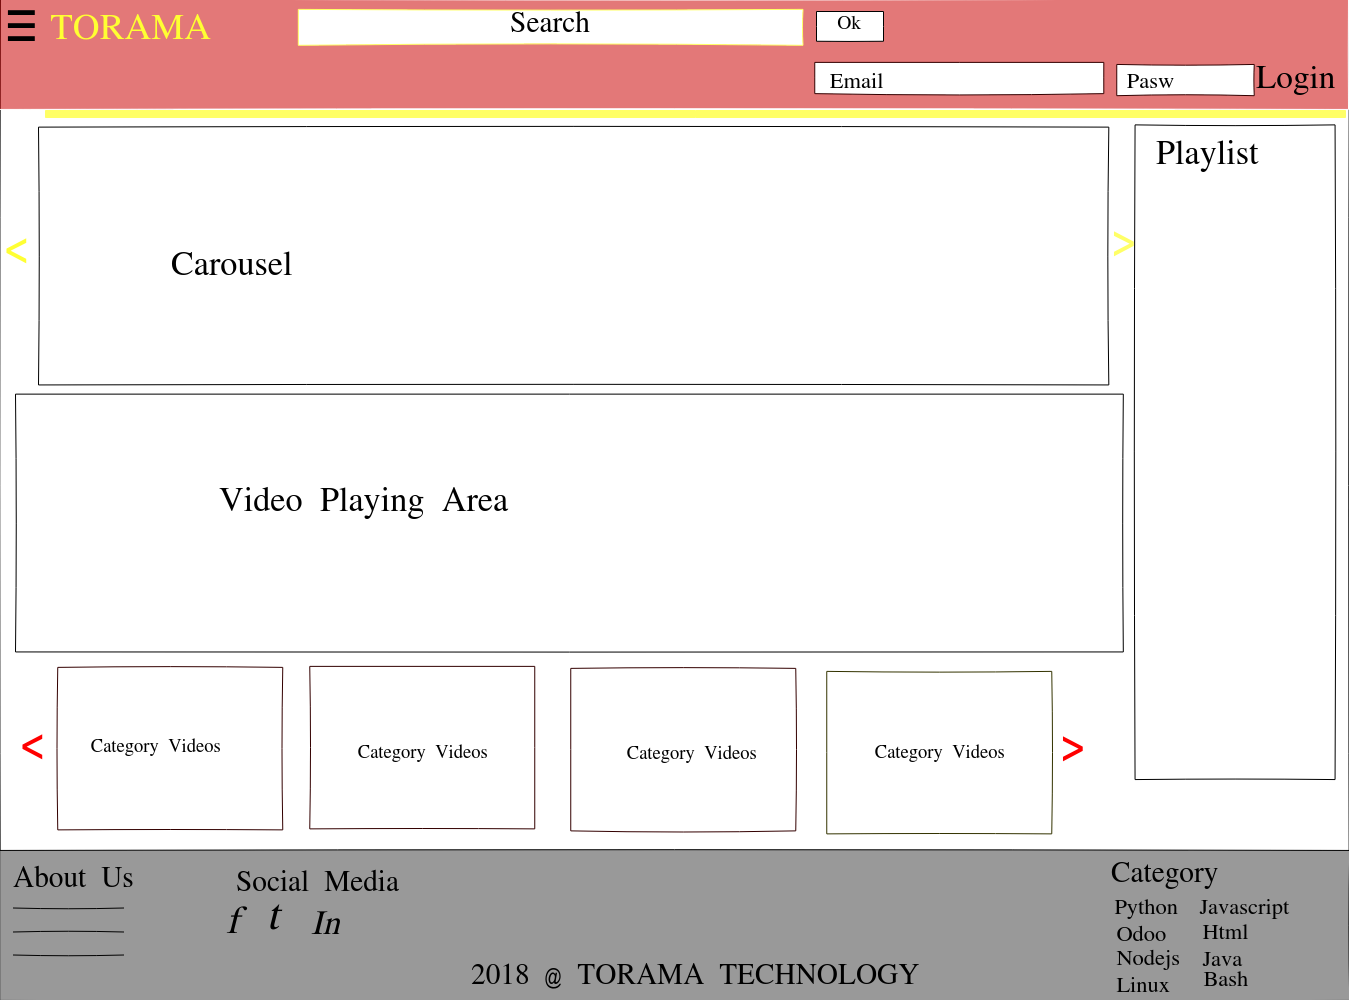 ☰ TORAMA Search Ok
Email Pasw Login
Playlist
< Carousel >
Video Playing Area
< Category Videos Category Videos Category Videos Category Videos >
About Us
Social Media
f t In
Category
Python Javascript
Odoo Html
Nodejs Java
Linux Bash
2018 @ TORAMA TECHNOLOGY